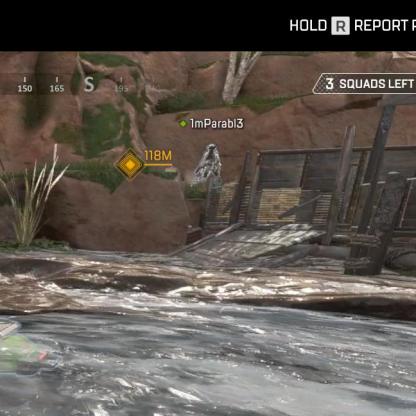 HOLD R REPORT
3 SQUADS LEFT
150 165 S 195
1mParabl3
118M